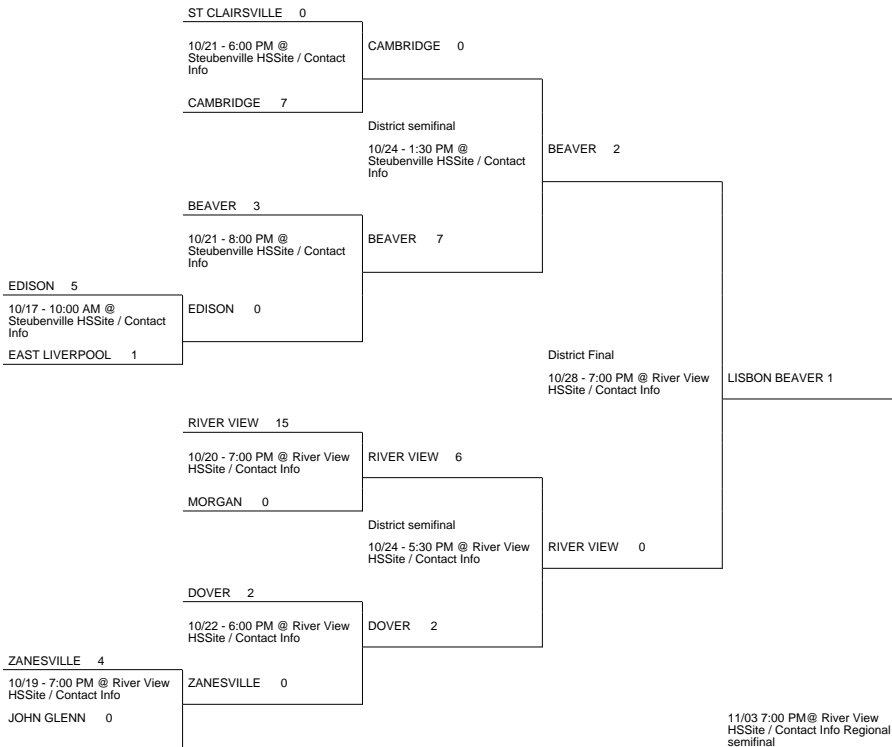 ST CLAIRSVILLE 0
10/21 - 6:00 PM @
Steubenville HSSite / Contact
Info
CAMBRIDGE 0
CAMBRIDGE 7
District semifinal
10/24 - 1:30 PM @
Steubenville HSSite / Contact
Info
BEAVER 2
BEAVER 3
10/21 - 8:00 PM @
Steubenville HSSite / Contact
Info
BEAVER 7
EDISON 5
10/17 - 10:00 AM @
Steubenville HSSite / Contact
Info
EDISON 0
EAST LIVERPOOL 1
District Final
10/28 - 7:00 PM @ River View
HSSite / Contact Info
LISBON BEAVER 1
RIVER VIEW 15
10/20 - 7:00 PM @ River View
HSSite / Contact Info
RIVER VIEW 6
MORGAN 0
District semifinal
10/24 - 5:30 PM @ River View
HSSite / Contact Info
RIVER VIEW 0
DOVER 2
10/22 - 6:00 PM @ River View
HSSite / Contact Info
DOVER 2
ZANESVILLE 4
10/19 - 7:00 PM @ River View
HSSite / Contact Info
ZANESVILLE 0
JOHN GLENN 0
11/03 7:00 PM@ River View
HSSite / Contact Info Regional
semifinal